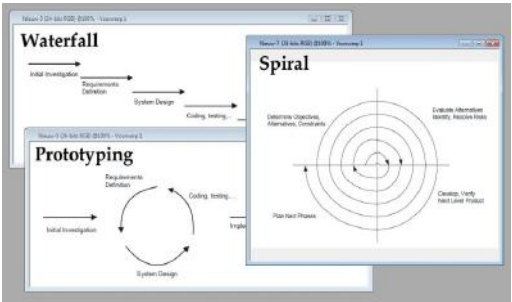 Waterfall
Initial Investigation
Requirements
Definition
System Design
Coding, testing,...
Prototyping
Requirements
Definition
Coding, testing,...
Initial Investigation
System Design
Spiral
Determine Objectives,
Alternatives, Constraints
Evaluate Alternatives
Identify, Resolve Risks
Develop, Verify
Next Level Product
Plan Next Phases